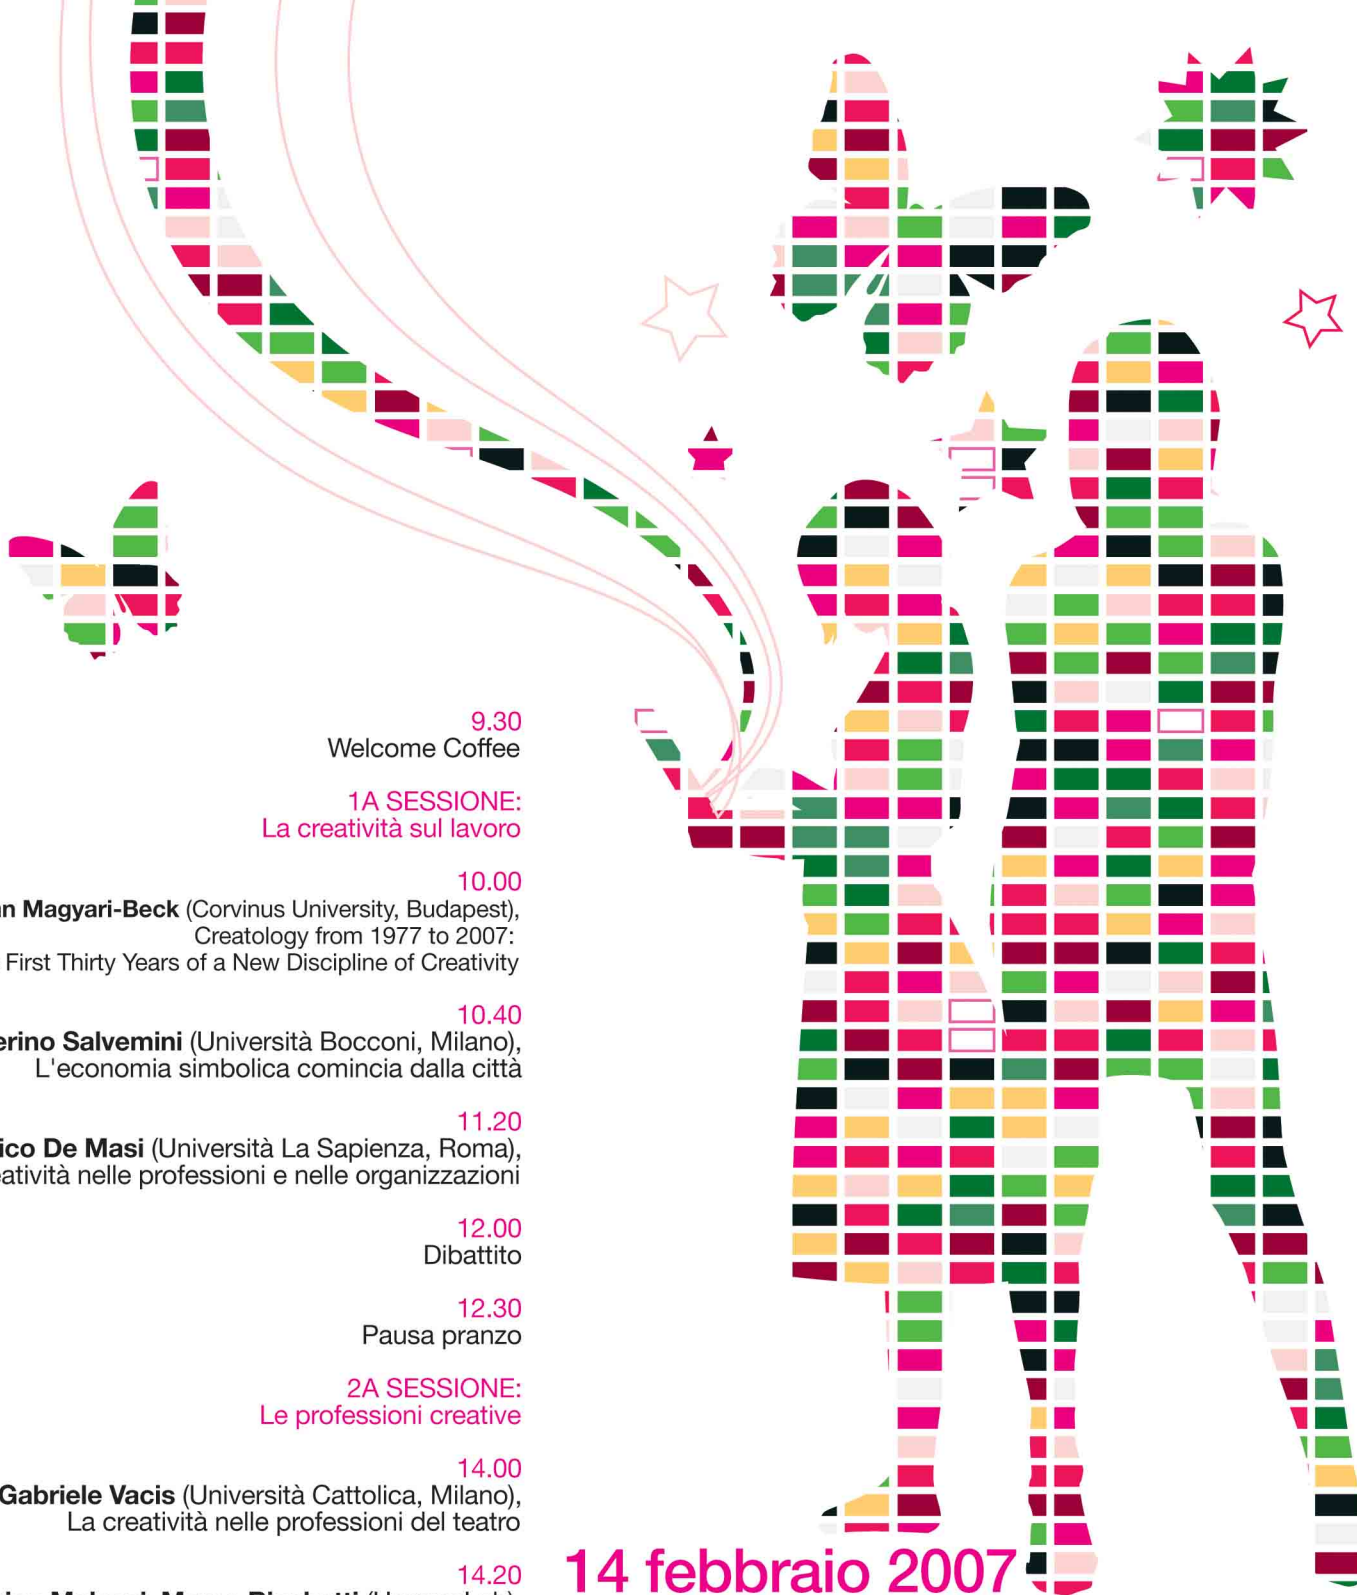 9.30
Welcome Coffee
1A SESSIONE:
La creatività sul lavoro
10.00
Magyari-Beck (Corvinus University, Budapest),
Creatology from 1977 to 2007:
First Thirty Years of a New Discipline of Creativity
10.40
Salvemini (Università Bocconi, Milano),
L'economia simbolica comincia dalla città
11.20
De Masi (Università La Sapienza, Roma),
nelle professioni e nelle organizzazioni
12.00
Dibattito
12.30
Pausa pranzo
2A SESSIONE:
Le professioni creative
14.00
Gabriele Vacis (Università Cattolica, Milano),
La creatività nelle professioni del teatro
14.20
14 febbraio 2007